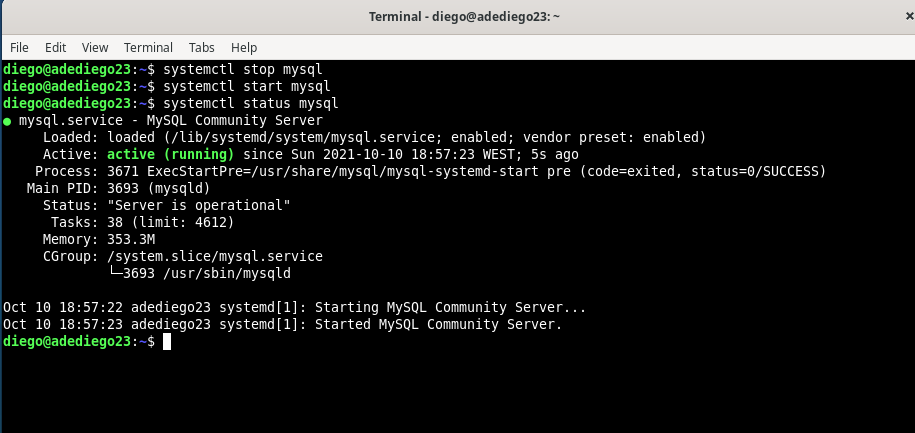 Terminal - diego@adediego23: ~
File Edit View Terminal Tabs Help
diego@adediego23:~$ systemctl stop mysql
diego@adediego23:~$ systemctl start mysql
diego@adediego23:~$ systemctl status mysql
● mysql.service - MySQL Community Server
     Loaded: loaded (/lib/systemd/system/mysql.service; enabled; vendor preset: enabled)
     Active: active (running) since Sun 2021-10-10 18:57:23 WEST; 5s ago
    Process: 3671 ExecStartPre=/usr/share/mysql/mysql-systemd-start pre (code=exited, status=0/SUCCESS)
   Main PID: 3693 (mysqld)
     Status: "Server is operational"
      Tasks: 38 (limit: 4612)
     Memory: 353.3M
     CGroup: /system.slice/mysql.service
             └─3693 /usr/sbin/mysqld
Oct 10 18:57:22 adediego23 systemd[1]: Starting MySQL Community Server...
Oct 10 18:57:23 adediego23 systemd[1]: Started MySQL Community Server.
diego@adediego23:~$